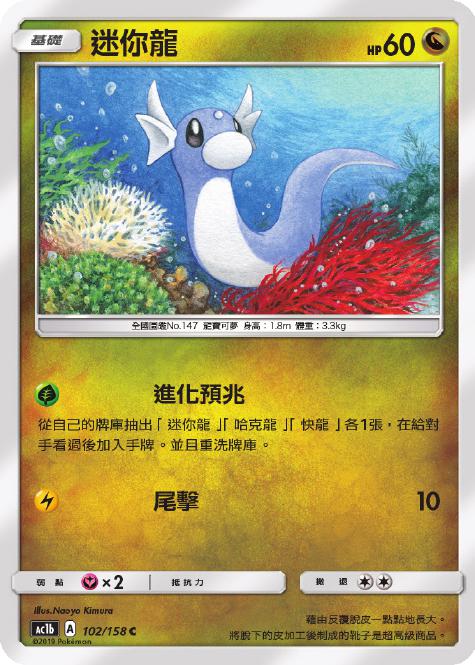 基礎 迷你龍 HP60
全國圖鑑No.147 龍寶可夢 身高：1.8m 體重：3.3kg
進化預兆
從自己的牌庫抽出「迷你龍」「哈克龍」「快龍」各1張，在給對
手看過後加入手牌。並且重洗牌庫。
尾擊 10
弱點 ×2 抵抗力 撤退
Illus.Naoyo Kimura
AC1b A 102/158 C
©2019 Pokémon
藉由反覆脫皮一點點地長大。
將脫下的皮加工後制成的靴子是超高級商品。